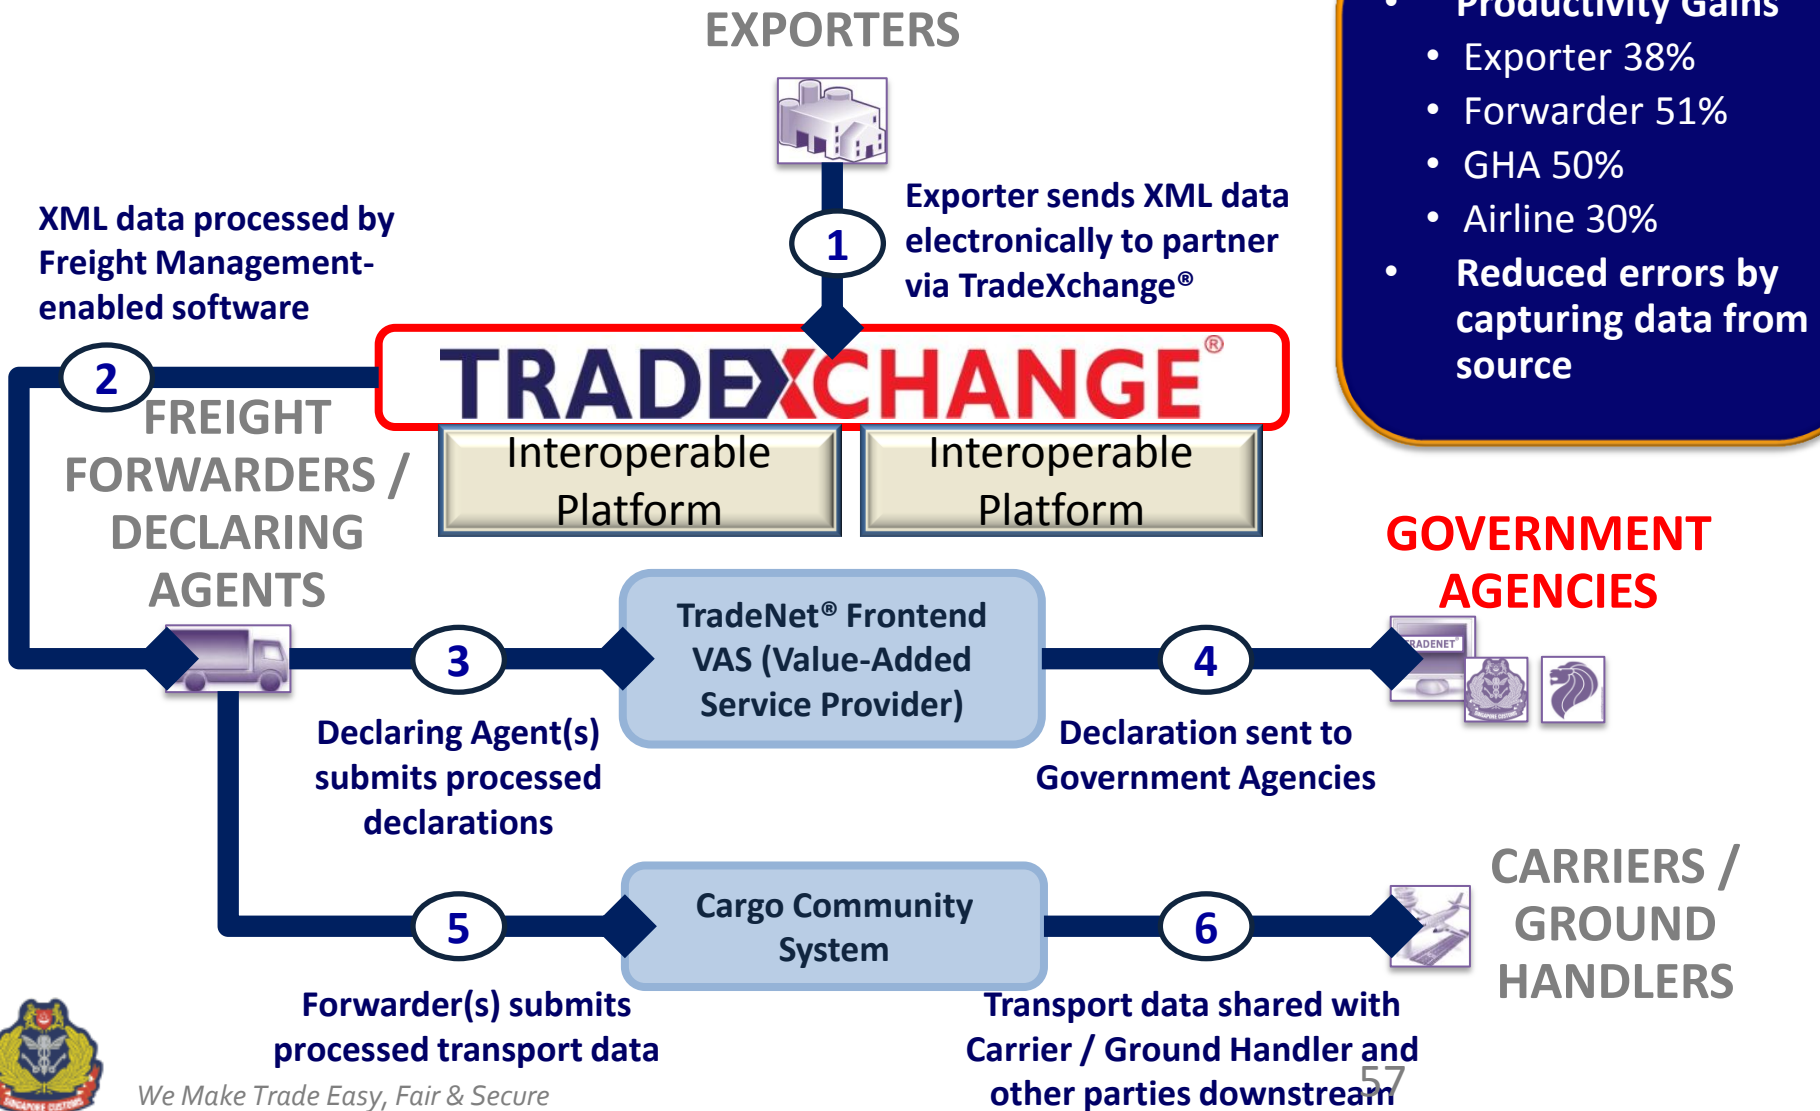 EXPORTERS
• Productivity Gains
• Exporter 38%
• Forwarder 51%
• GHA 50%
• Airline 30%
• Reduced errors by
capturing data from
source
1
Exporter sends XML data
electronically to partner
via TradeXchange®
XML data processed by
Freight Management-
enabled software
2
TRADEXCHANGE®
Interoperable
Platform
Interoperable
Platform
FREIGHT
FORWARDERS /
DECLARING
AGENTS
GOVERNMENT
AGENCIES
TRADENET
SINGAPORE CUSTOMS
3
TradeNet® Frontend
VAS (Value-Added
Service Provider)
4
Declaring Agent(s)
submits processed
declarations
Declaration sent to
Government Agencies
5
Cargo Community
System
6
CARRIERS /
GROUND
HANDLERS
Forwarder(s) submits
processed transport data
Transport data shared with
Carrier / Ground Handler and
other parties downstream
SINGAPORE CUSTOMS
We Make Trade Easy, Fair & Secure
57